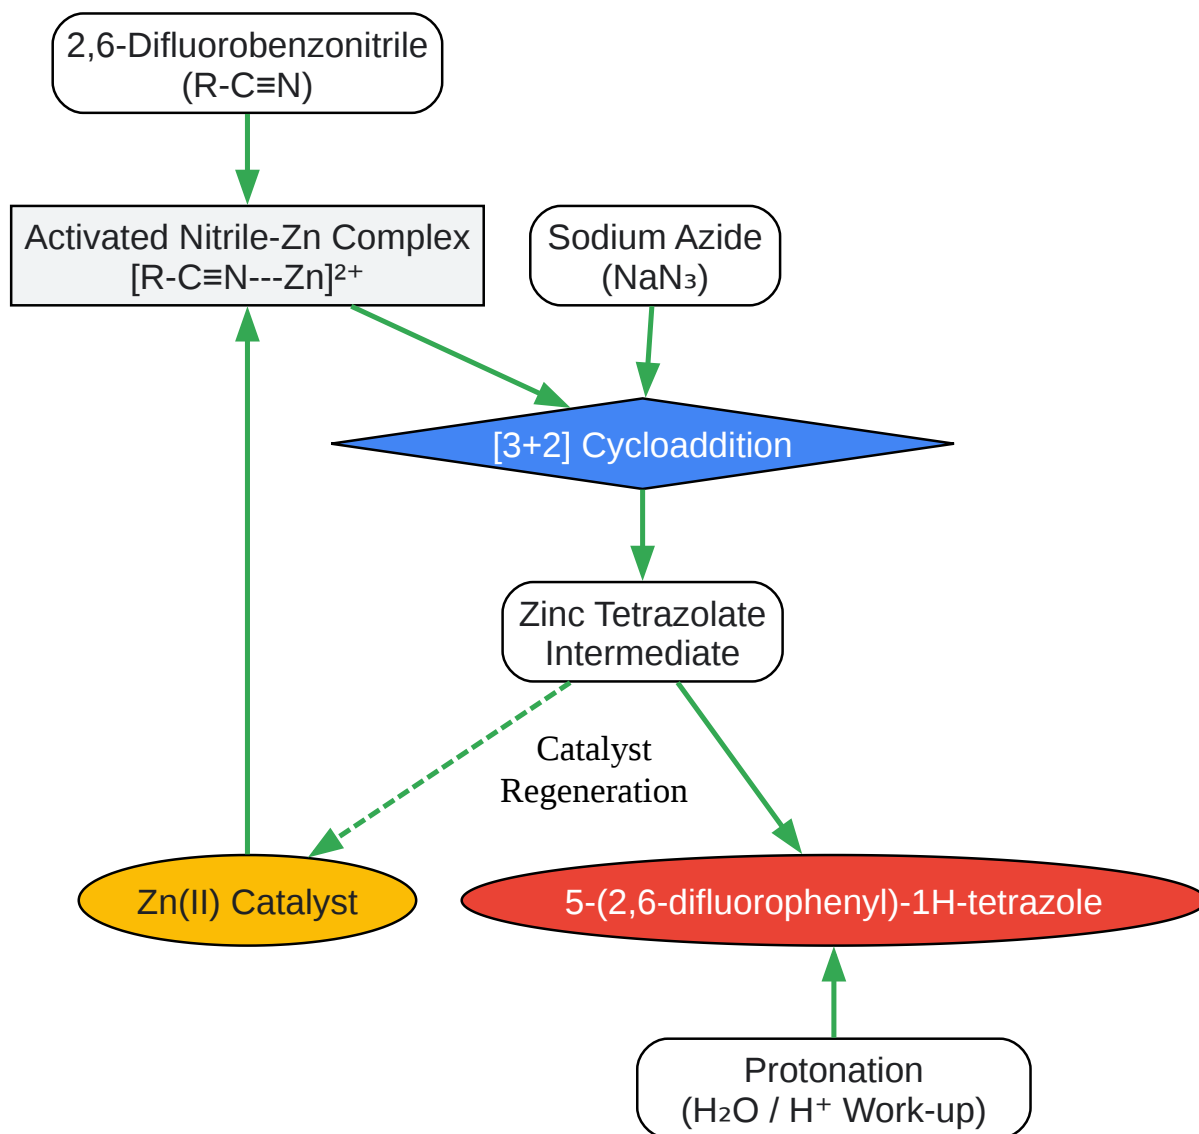 2,6-Difluorobenzonitrile
(R-C≡N)
Activated Nitrile-Zn Complex
[R-C≡N---Zn]²⁺
Sodium Azide
(NaN₃)
[3+2] Cycloaddition
Zinc Tetrazolate
Intermediate
Catalyst
Regeneration
Zn(II) Catalyst
5-(2,6-difluorophenyl)-1H-tetrazole
Protonation
(H₂O / H⁺ Work-up)